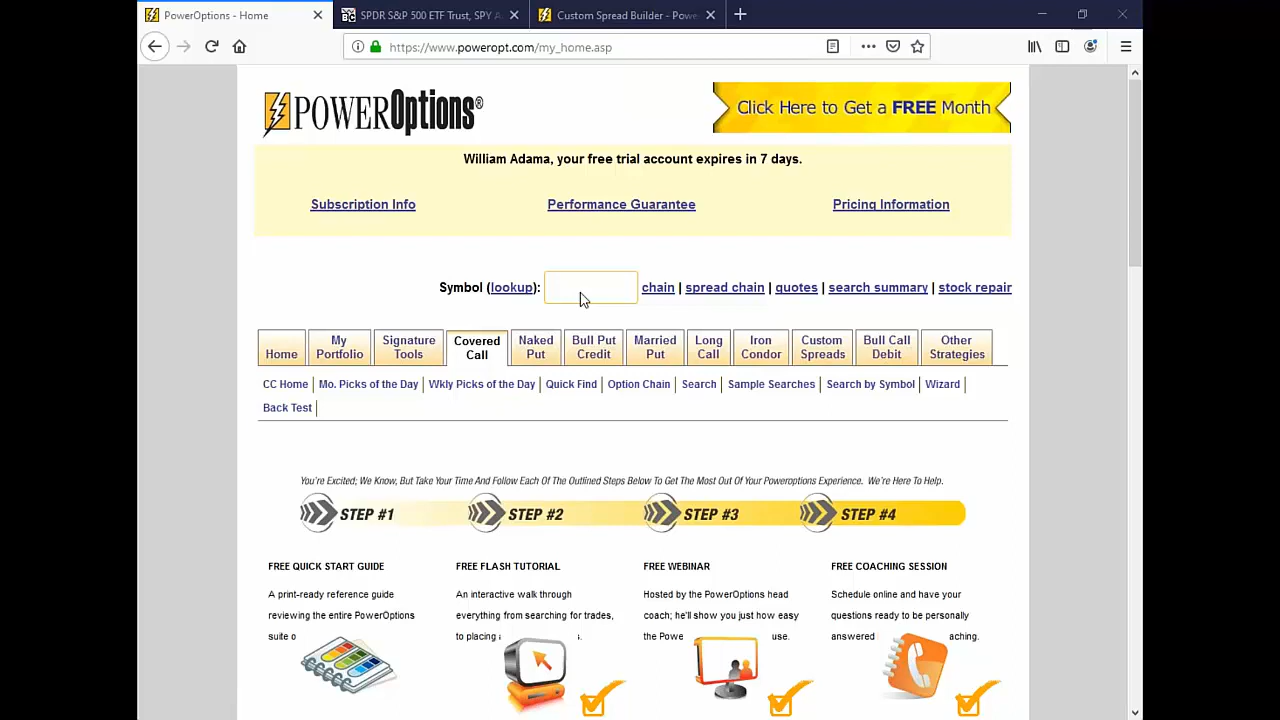 PowerOptions - Home
SPDR S&P 500 ETF Trust, SPY A
Custom Spread Builder - Powe
https://www.poweropt.com/my_home.asp
POWEROptions®
Click Here to Get a FREE Month
William Adama, your free trial account expires in 7 days.
Subscription Info
Performance Guarantee
Pricing Information
Symbol (lookup): chain | spread chain | quotes | search summary | stock repair
Home
My Portfolio
Signature Tools
Covered Call
Naked Put
Bull Put Credit
Married Put
Long Call
Iron Condor
Custom Spreads
Bull Call Debit
Other Strategies
CC Home | Mo. Picks of the Day | Wkly Picks of the Day | Quick Find | Option Chain | Search | Sample Searches | Search by Symbol | Wizard |
Back Test |
You're Excited; We Know, But Take Your Time And Follow Each Of The Outlined Steps Below To Get The Most Out Of Your Poweroptions Experience. We're Here To Help.
STEP #1
STEP #2
STEP #3
STEP #4
FREE QUICK START GUIDE
A print-ready reference guide
reviewing the entire PowerOptions
suite o
FREE FLASH TUTORIAL
An interactive walk through
everything from searching for trades,
to placing
s.
FREE WEBINAR
Hosted by the PowerOptions head
coach; he'll show you just how easy
the Powe
use.
FREE COACHING SESSION
Schedule online and have your
questions ready to be personally
answered
aching.